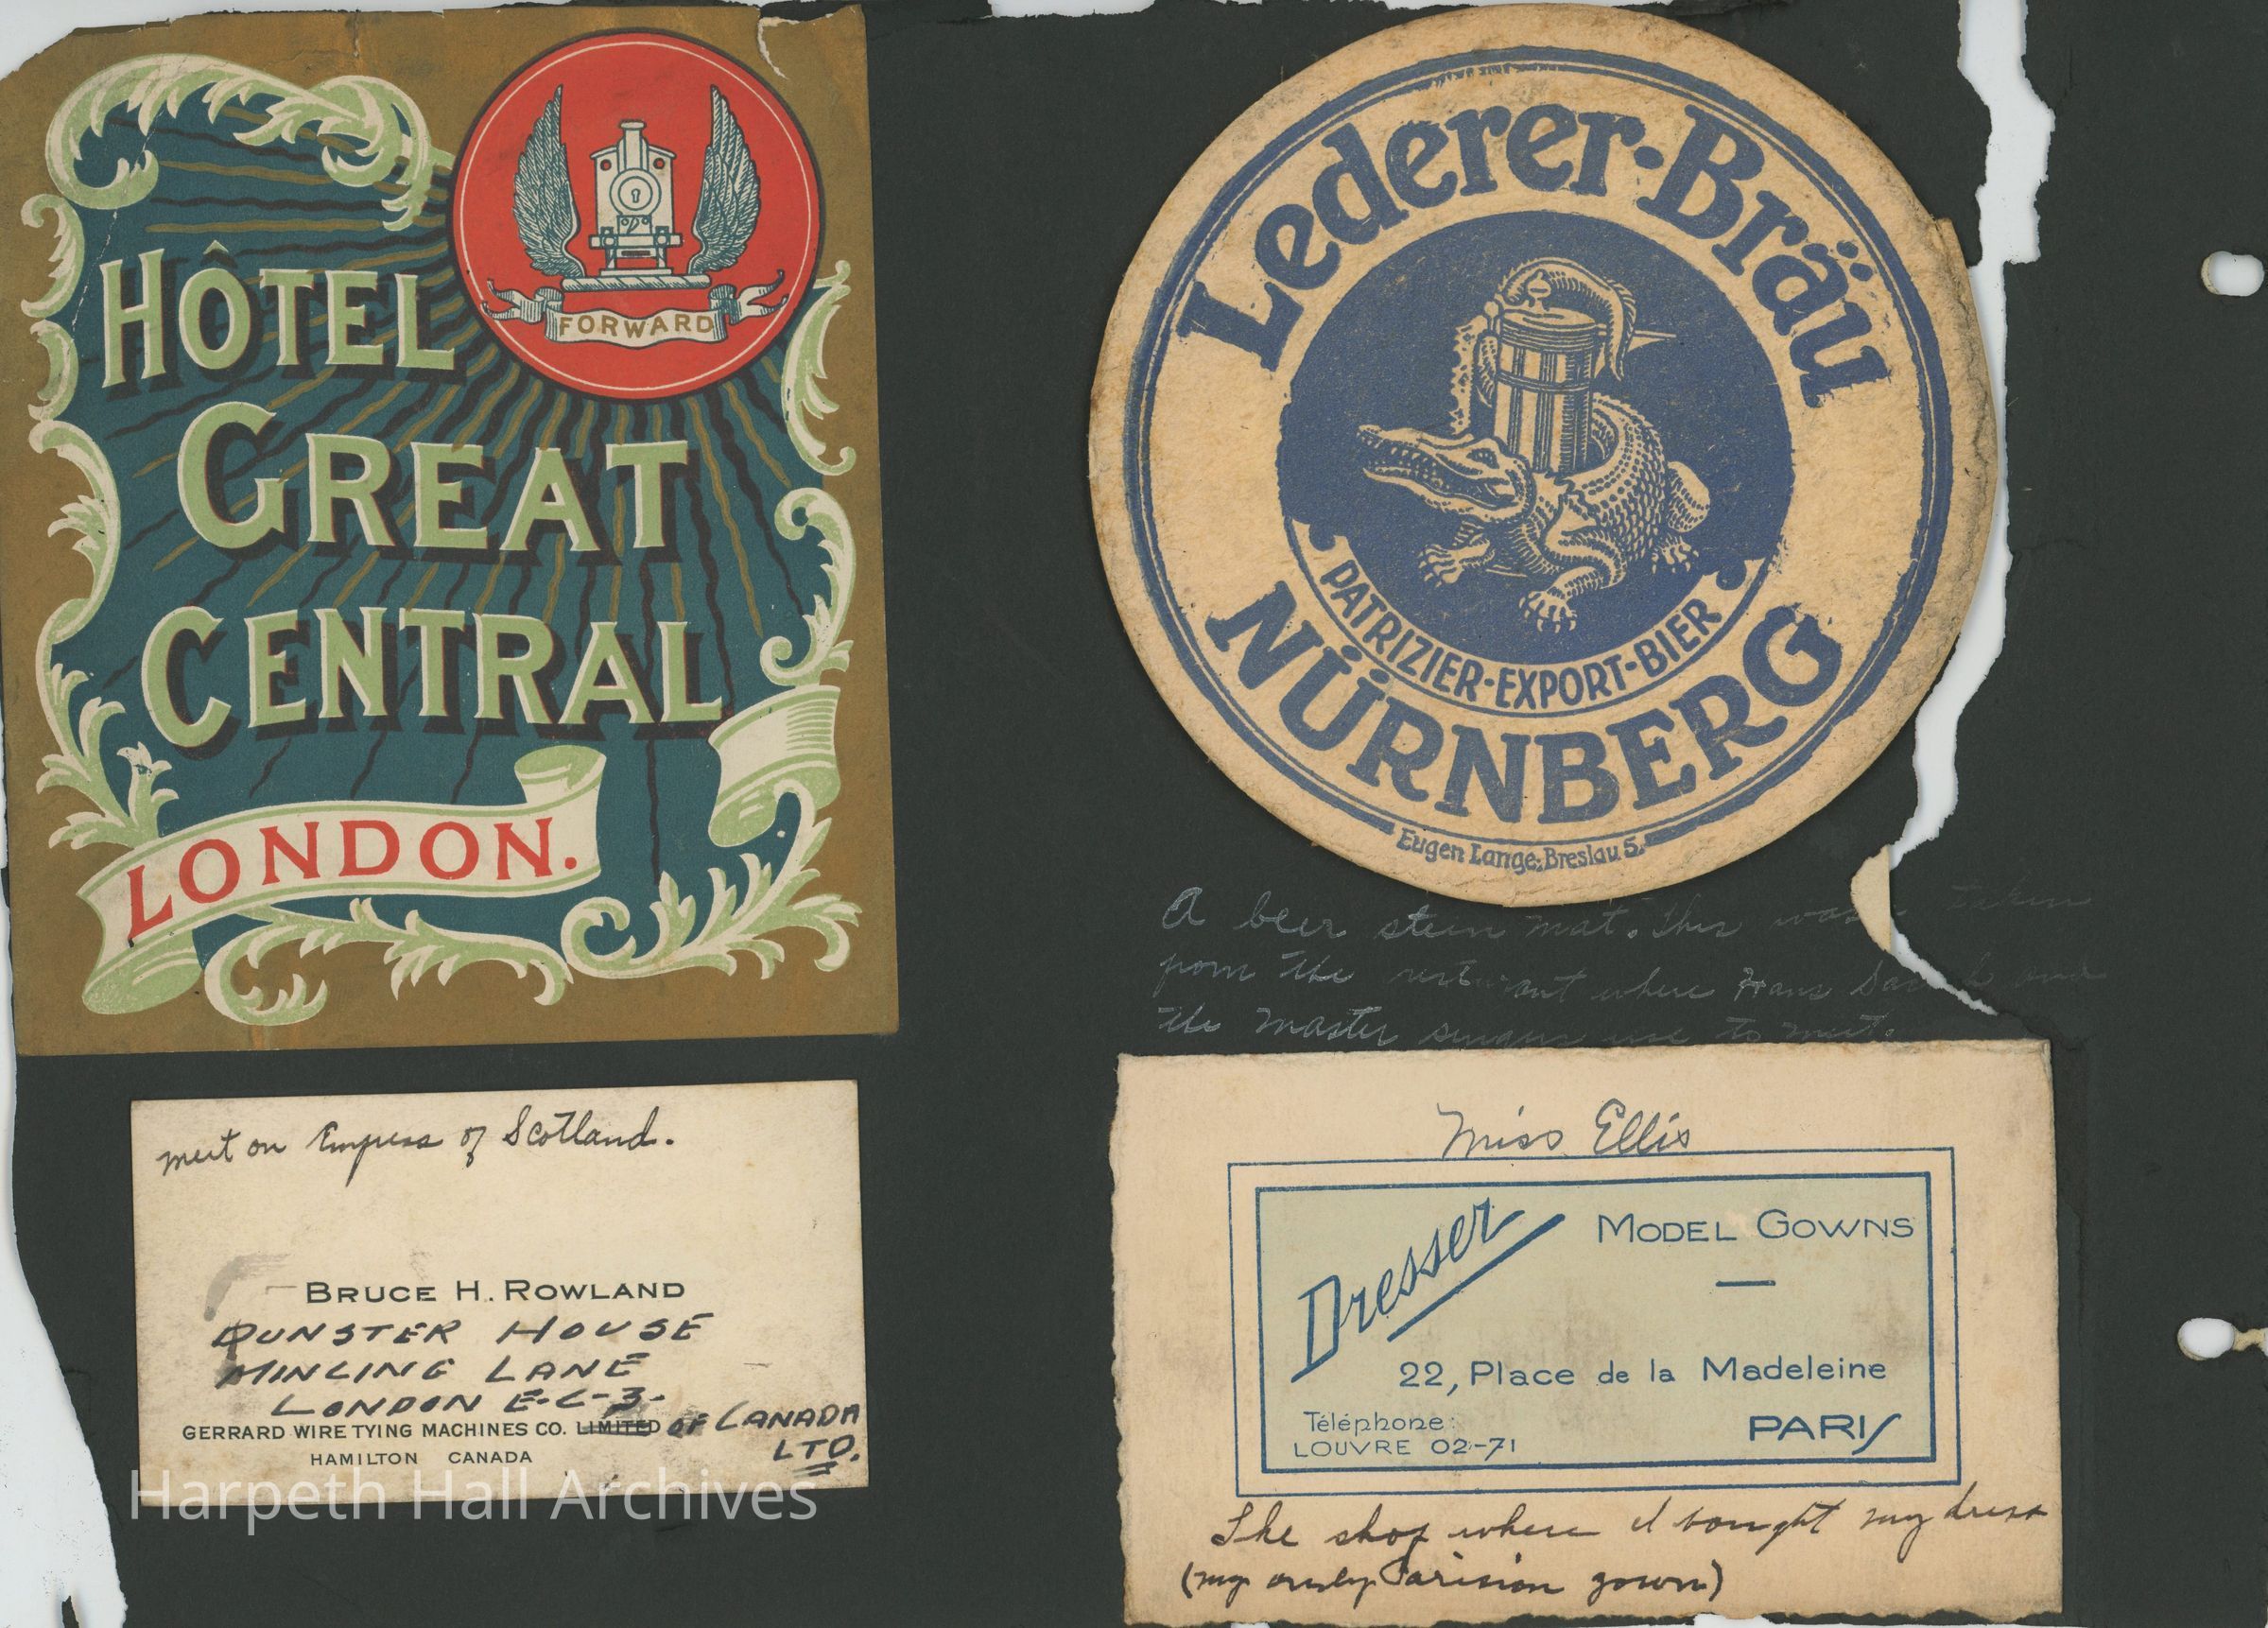 FORWARD
HÔTEL
GREAT
CENTRAL
LONDON.
Lederer-Bräu
PATRIZIER-EXPORT-BIER
NÜRNBERG
Eugen Lange, Breslau 5.
A beer stein mat. This was taken
from the resturant where Hans Sachs and
the master singers use to meet.
meet on Empress of Scotland.
BRUCE H. ROWLAND
DUNSTER HOUSE
MINCING LANE
LONDON E.C-3.
GERRARD WIRE TYING MACHINES CO. LIMITED OF CANADA
LTD.
HAMILTON CANADA
Miss Ellis
Dresser
MODEL GOWNS
22, Place de la Madeleine
Téléphone:
LOUVRE 02-71
PARIS
The shop where I bought my dress
(my only Parision gown)
Harpeth Hall Archives